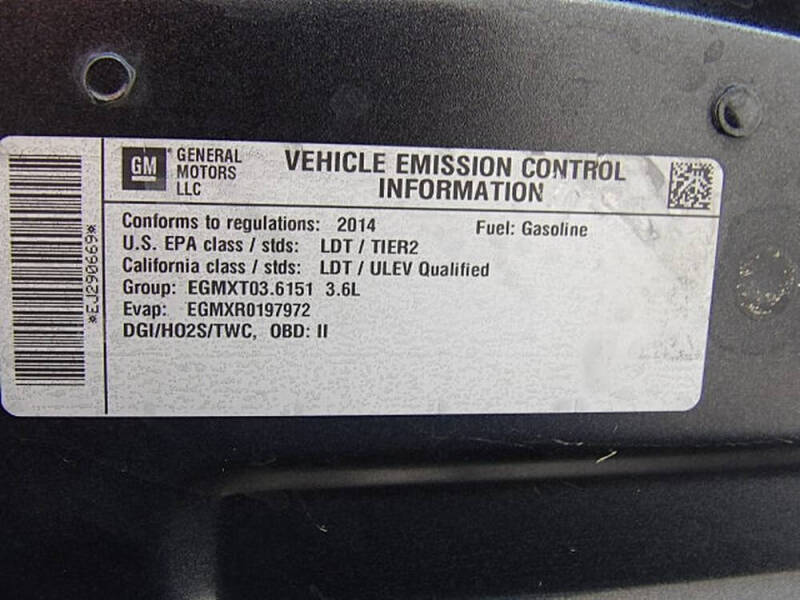 *EJ290669*
GM
GENERAL
MOTORS
LLC
VEHICLE EMISSION CONTROL
INFORMATION
Conforms to regulations: 2014 Fuel: Gasoline
U.S. EPA class / stds: LDT / TIER2
California class / stds: LDT / ULEV Qualified
Group: EGMXT03.6151 3.6L
Evap: EGMXR0197972
DGI/HO2S/TWC, OBD: II